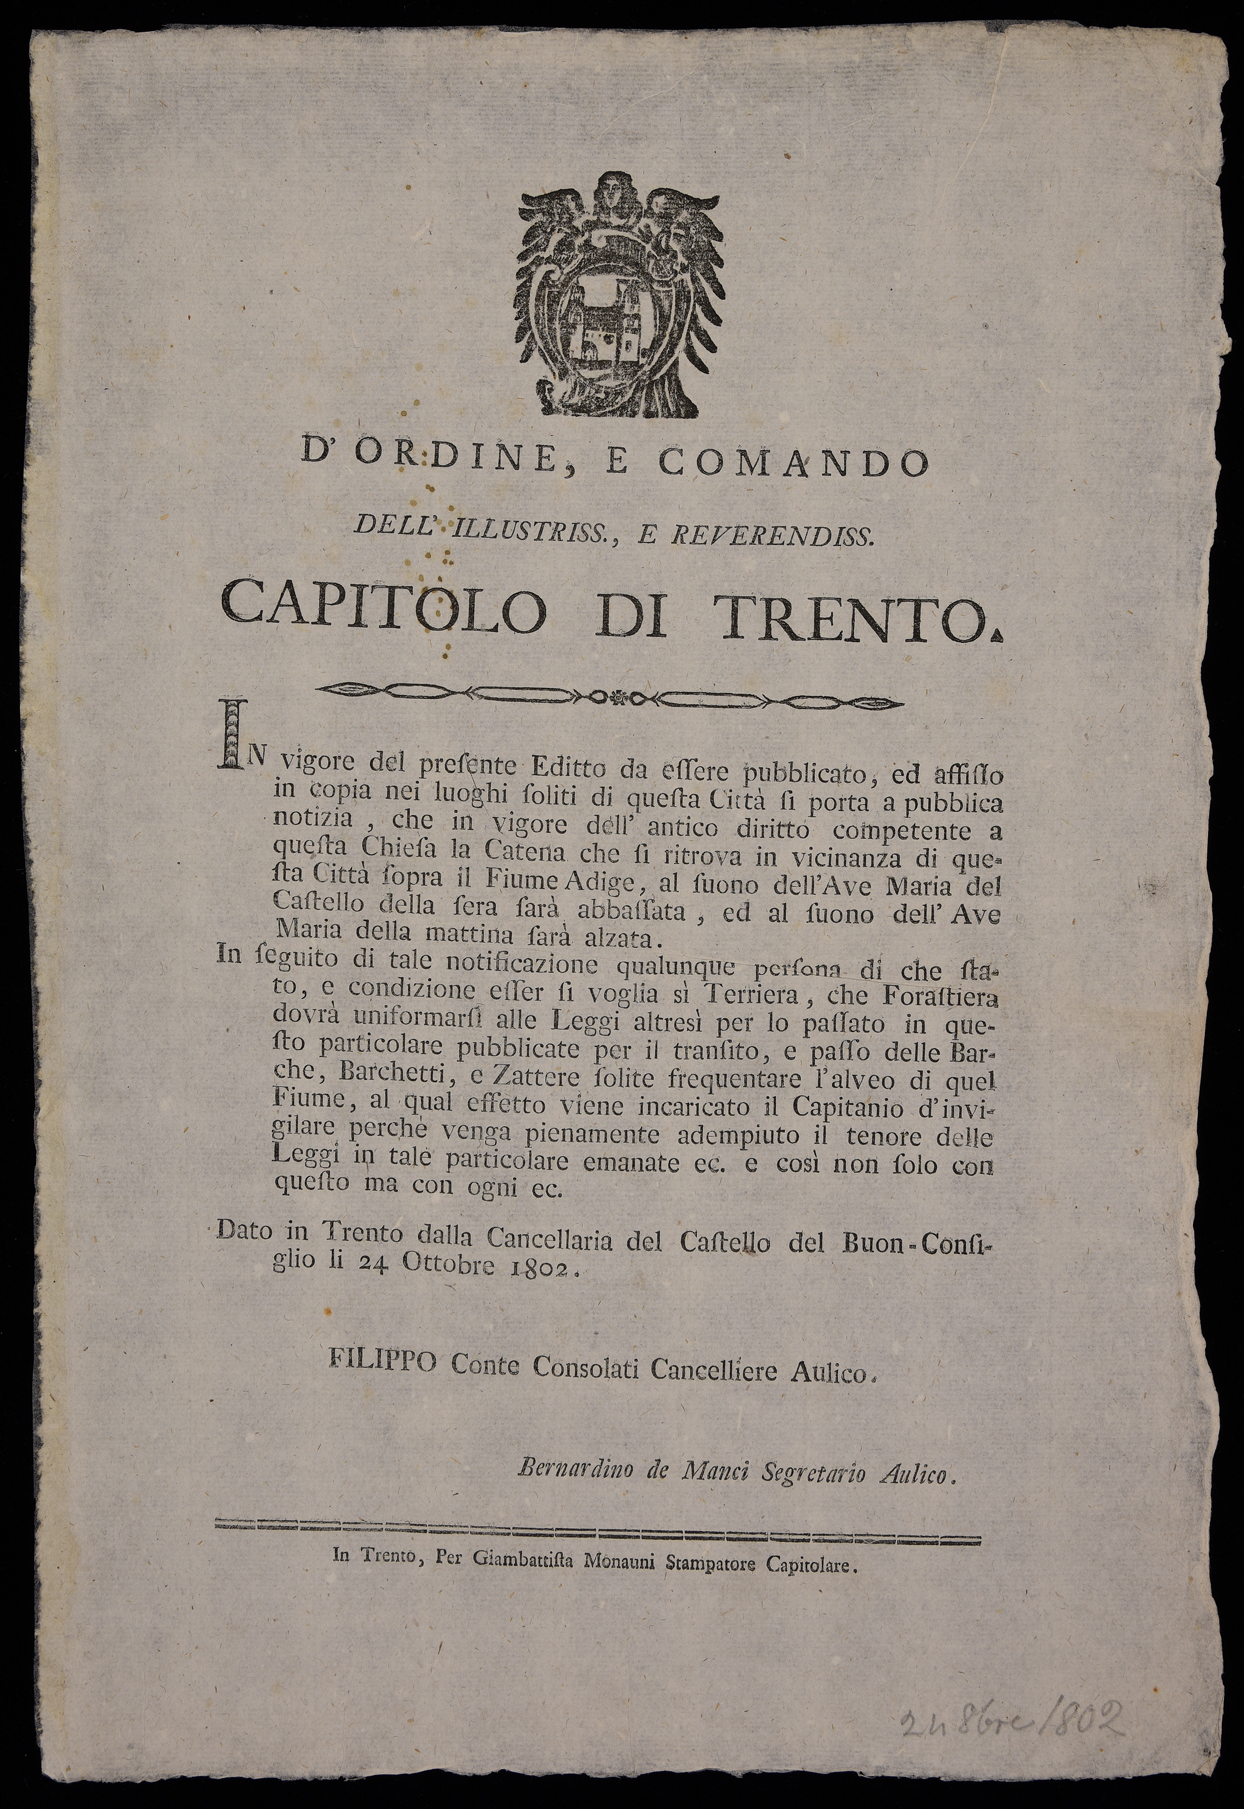 D' ORDINE, E COMANDO
DELL' ILLUSTRISS., E REVERENDISS.
CAPITOLO DI TRENTO.
IN vigore del preſente Editto da eſſere pubblicato, ed affiſſo
in copia nei luoghi ſoliti di queſta Città ſi porta a pubblica
notizia, che in vigore dell' antico diritto competente a
queſta Chieſa la Catena che ſi ritrova in vicinanza di que-
ſta Città ſopra il Fiume Adige, al ſuono dell'Ave Maria del
Caſtello della ſera ſarà abbaſſata, ed al ſuono dell' Ave
Maria della mattina ſarà alzata.
In ſeguito di tale notificazione qualunque perſona di che ſta-
to, e condizione eſſer ſi voglia sì Terriera, che Foraſtiera
dovrà uniformarſi alle Leggi altresì per lo paſſato in que-
ſto particolare pubblicate per il tranſito, e paſſo delle Bar-
che, Barchetti, e Zattere ſolite frequentare l'alveo di quel
Fiume, al qual effetto viene incaricato il Capitanio d'invi-
gilare perchè venga pienamente adempiuto il tenore delle
Leggi in tale particolare emanate ec. e così non ſolo con
queſto ma con ogni ec.
Dato in Trento dalla Cancellaria del Caſtello del Buon-Conſi-
glio li 24 Ottobre 1802.
FILIPPO Conte Consolati Cancelliere Aulico.
Bernardino de Manci Segretario Aulico.
In Trento, Per Giambattiſta Monauni Stampatore Capitolare.
24 8bre 1802